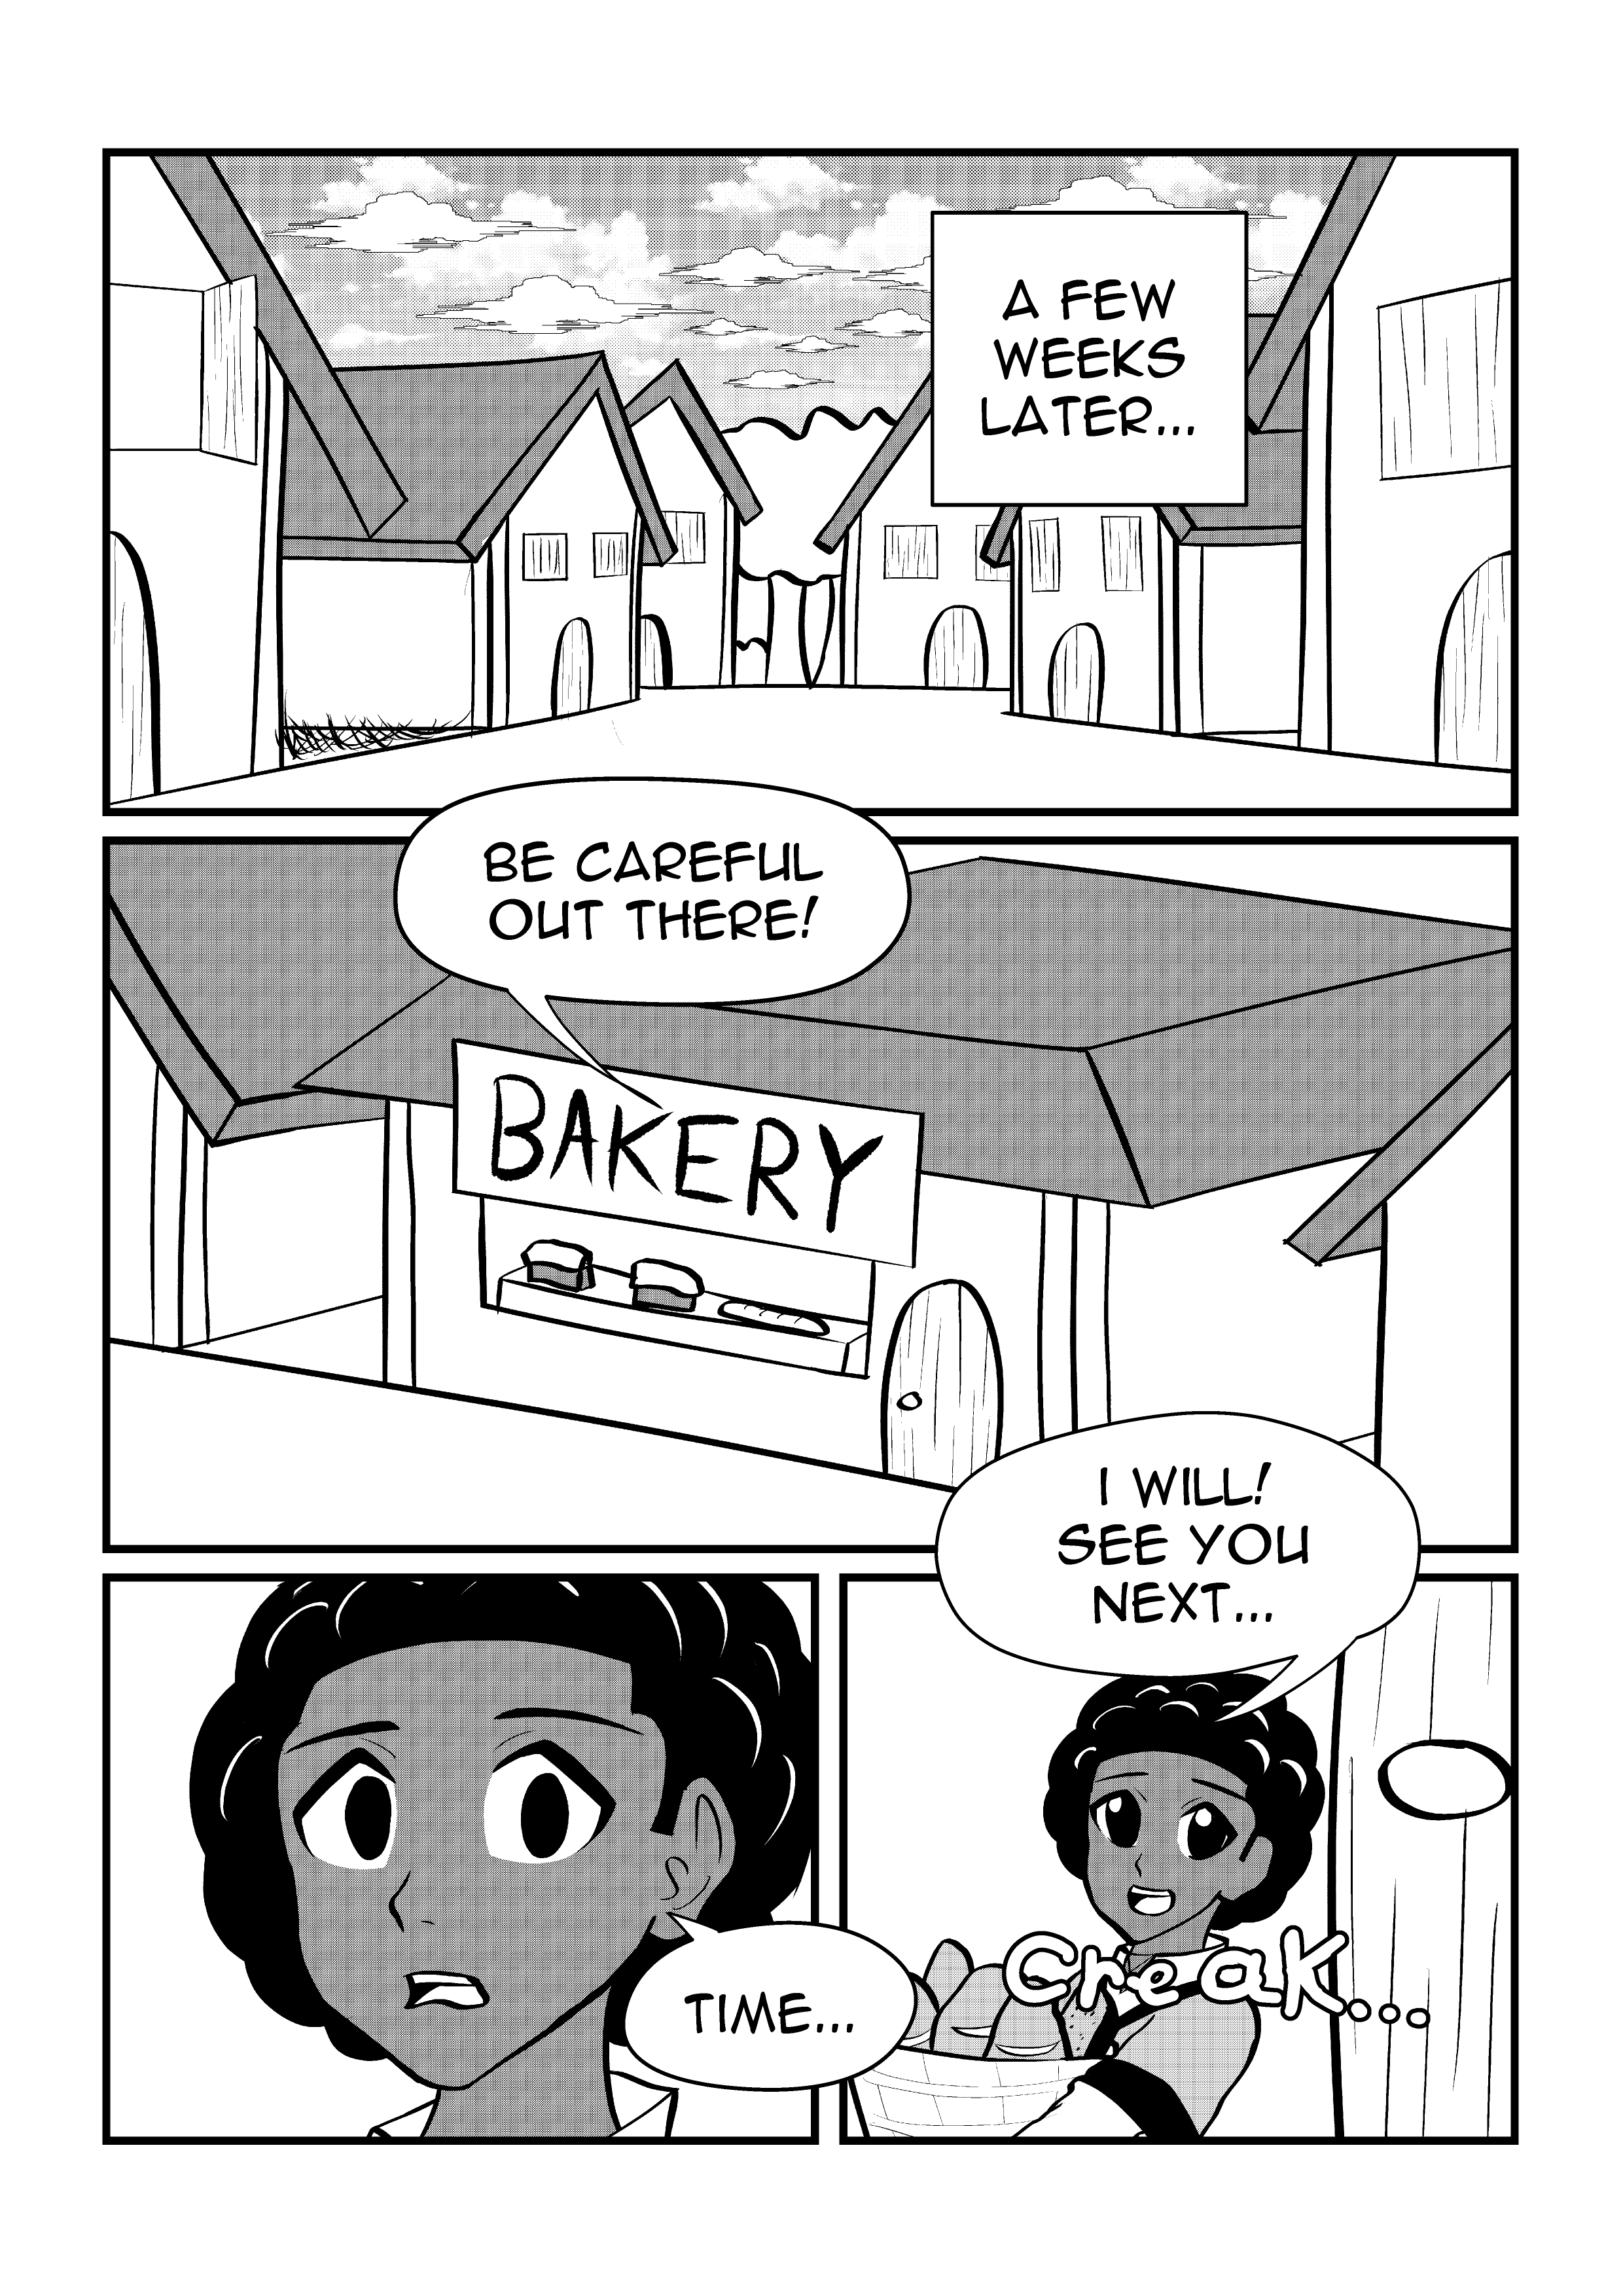 A FEW
WEEKS
LATER...
BE CAREFUL
OUT THERE!
BAKERY
I WILL!
SEE YOU
NEXT...
Creak...
TIME...